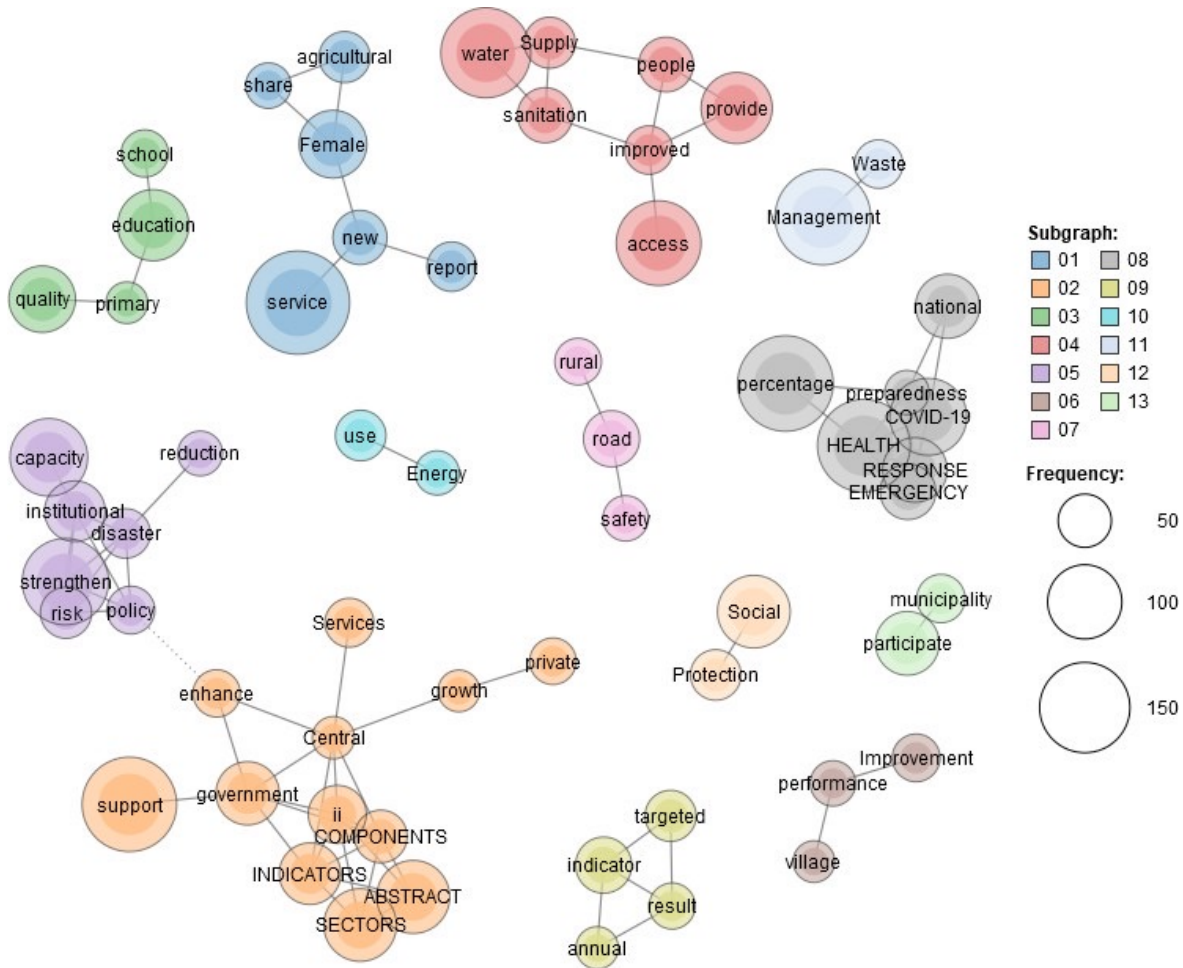 agricultural
share
Female
new
report
service
water
Supply
people
provide
sanitation
improved
access
Waste
Management
school
education
quality
primary
national
percentage
preparedness
COVID-19
HEALTH
RESPONSE
EMERGENCY
rural
road
safety
use
Energy
capacity
reduction
institutional
disaster
strengthen
risk
policy
Services
private
growth
enhance
Central
support
government
ii
COMPONENTS
INDICATORS
ABSTRACT
SECTORS
Social
Protection
municipality
participate
Improvement
performance
village
targeted
indicator
result
annual
Subgraph:
01 08
02 09
03 10
04 11
05 12
06 13
07
Frequency:
50
100
150